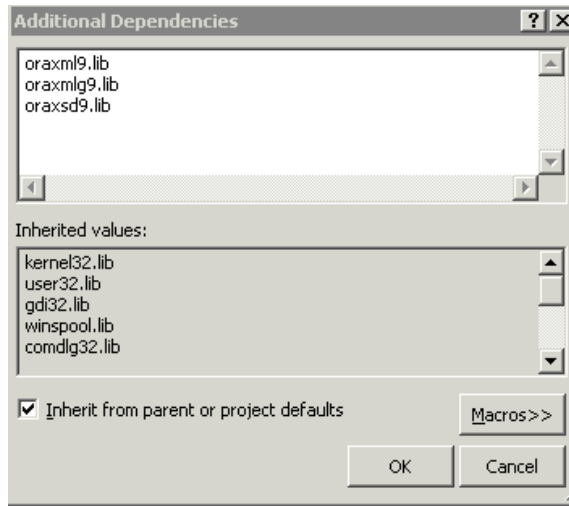 Additional Dependencies
oraxml9.lib
oraxmlg9.lib
oraxsd9.lib
Inherited values:
kernel32.lib
user32.lib
gdi32.lib
winspool.lib
comdlg32.lib
Inherit from parent or project defaults
Macros>>
OK
Cancel